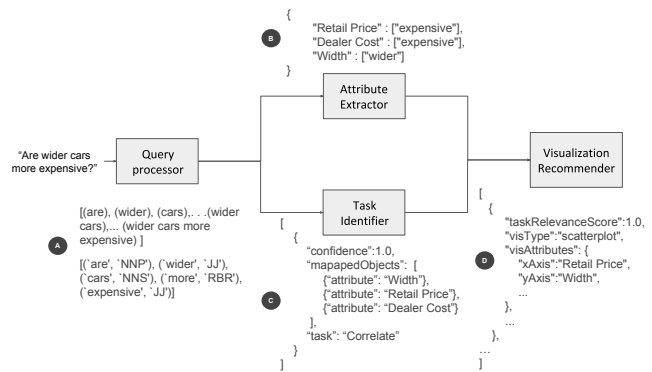 {
"Retail Price" : ["expensive"],
"Dealer Cost" : ["expensive"],
"Width" : ["wider"]
}
B
Attribute
Extractor
“Are wider cars
more expensive?”
Query
processor
Visualization
Recommender
Task
Identifier
A
[(are), (wider), (cars),. . .(wider
cars),... (wider cars more
expensive) ]
[(`are', `NNP'), (`wider', `JJ'),
(`cars', `NNS'), (`more', `RBR'),
(`expensive', `JJ')]
C
[
{
“confidence”:1.0,
“mapapedObjects”: [
{“attribute”: “Width”},
{“attribute”: “Retail Price”},
{“attribute”: “Dealer Cost”}
],
“task”: “Correlate”
}
]
D
[
{
"taskRelevanceScore":1.0,
"visType":"scatterplot",
"visAttributes": {
"xAxis":"Retail Price",
"yAxis":"Width",
...
},
...
},
...
]